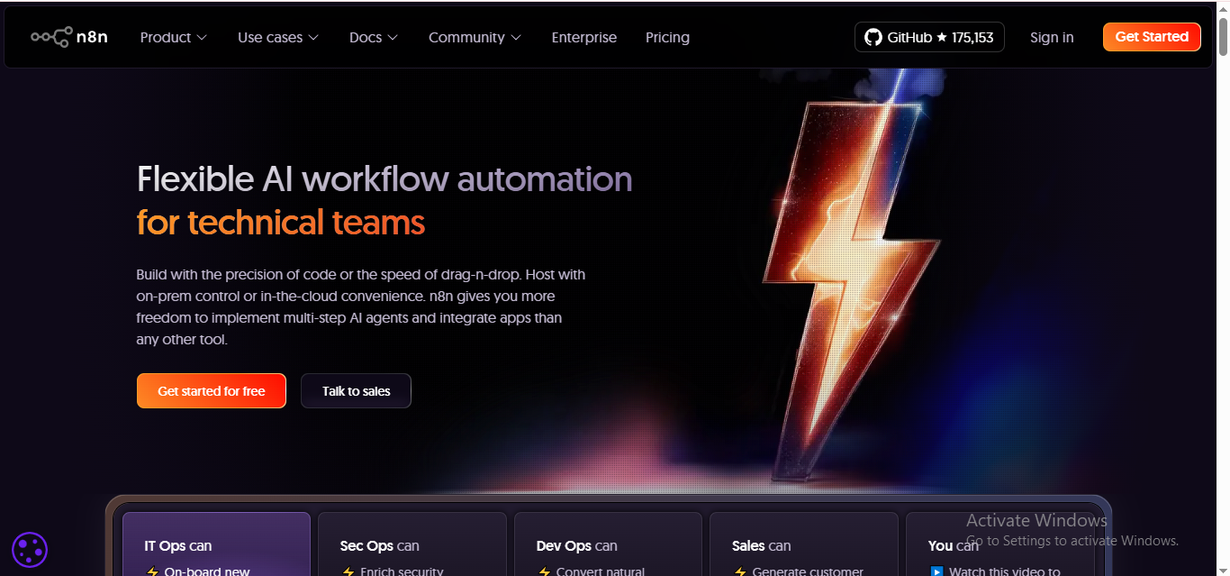 n8n Product Use cases Docs Community Enterprise Pricing GitHub ★ 175,153 Sign in Get Started
Flexible AI workflow automation
for technical teams
Build with the precision of code or the speed of drag-n-drop. Host with
on-prem control or in-the-cloud convenience. n8n gives you more
freedom to implement multi-step AI agents and integrate apps than
any other tool.
Get started for free Talk to sales
IT Ops can Sec Ops can Dev Ops can Sales can You can
⚡ On-board new ⚡ Enrich security ⚡ Convert natural ⚡ Generate customer ▶️ Watch this video to
Activate Windows
Go to Settings to activate Windows.